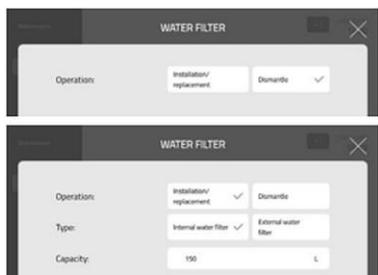 WATER FILTER
Operation:
Installation/
replacement
Dismantle
WATER FILTER
Operation:
Installation/
replacement
Dismantle
Type:
Internal water filter
External water
filter
Capacity:
150 L